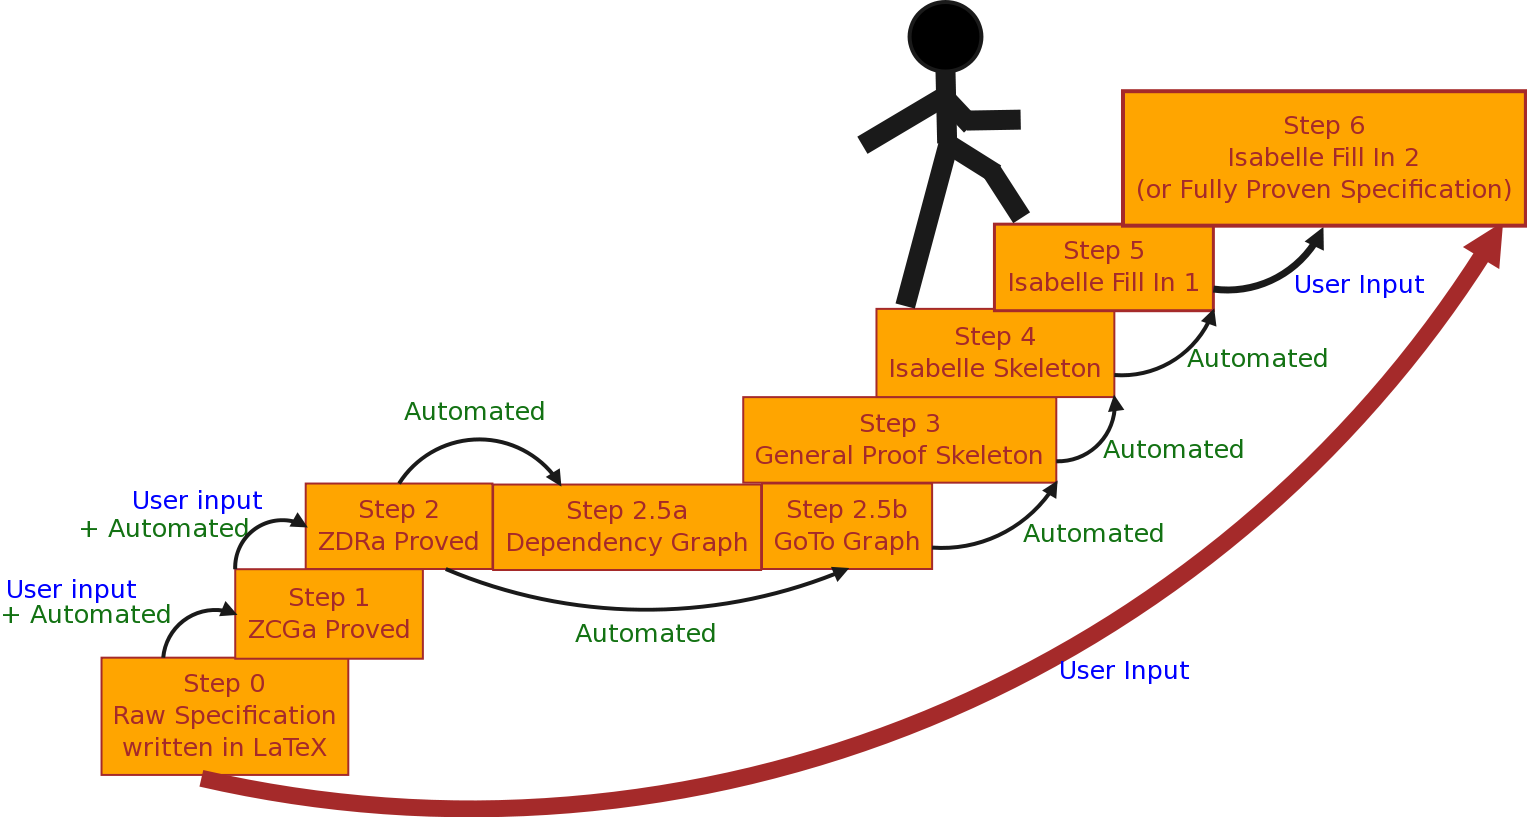 Step 6
Isabelle Fill In 2
(or Fully Proven Specification)
Step 5
Isabelle Fill In 1
User Input
Step 4
Isabelle Skeleton
Automated
Step 3
General Proof Skeleton
Automated
Automated
Step 2
ZDRa Proved
Step 2.5a
Dependency Graph
Step 2.5b
GoTo Graph
Automated
User input
+ Automated
Step 1
ZCGa Proved
Automated
User input
+ Automated
Step 0
Raw Specification
written in LaTeX
User Input